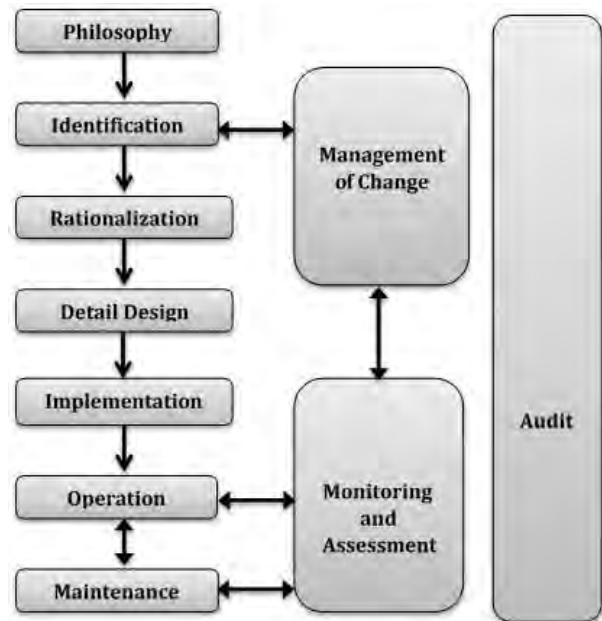 Philosophy
Identification
Rationalization
Detail Design
Implementation
Operation
Maintenance
Management
of Change
Monitoring
and
Assessment
Audit